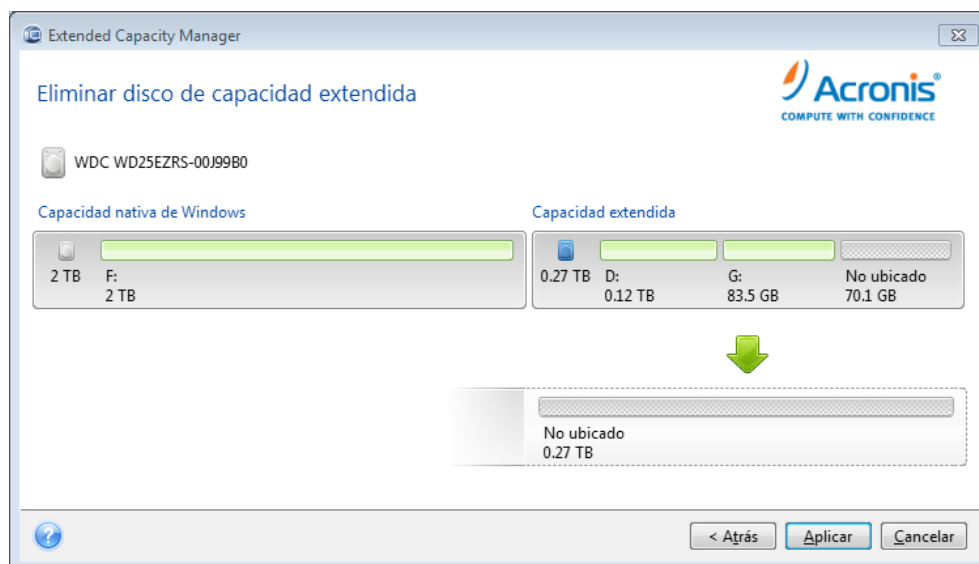 Extended Capacity Manager
Eliminar disco de capacidad extendida
Acronis®
COMPUTE WITH CONFIDENCE
WDC WD25EZRS-00J99B0
Capacidad nativa de Windows
Capacidad extendida
2 TB
F:
2 TB
0.27 TB
D:
0.12 TB
G:
83.5 GB
No ubicado
70.1 GB
No ubicado
0.27 TB
?
< Atrás
Aplicar
Cancelar